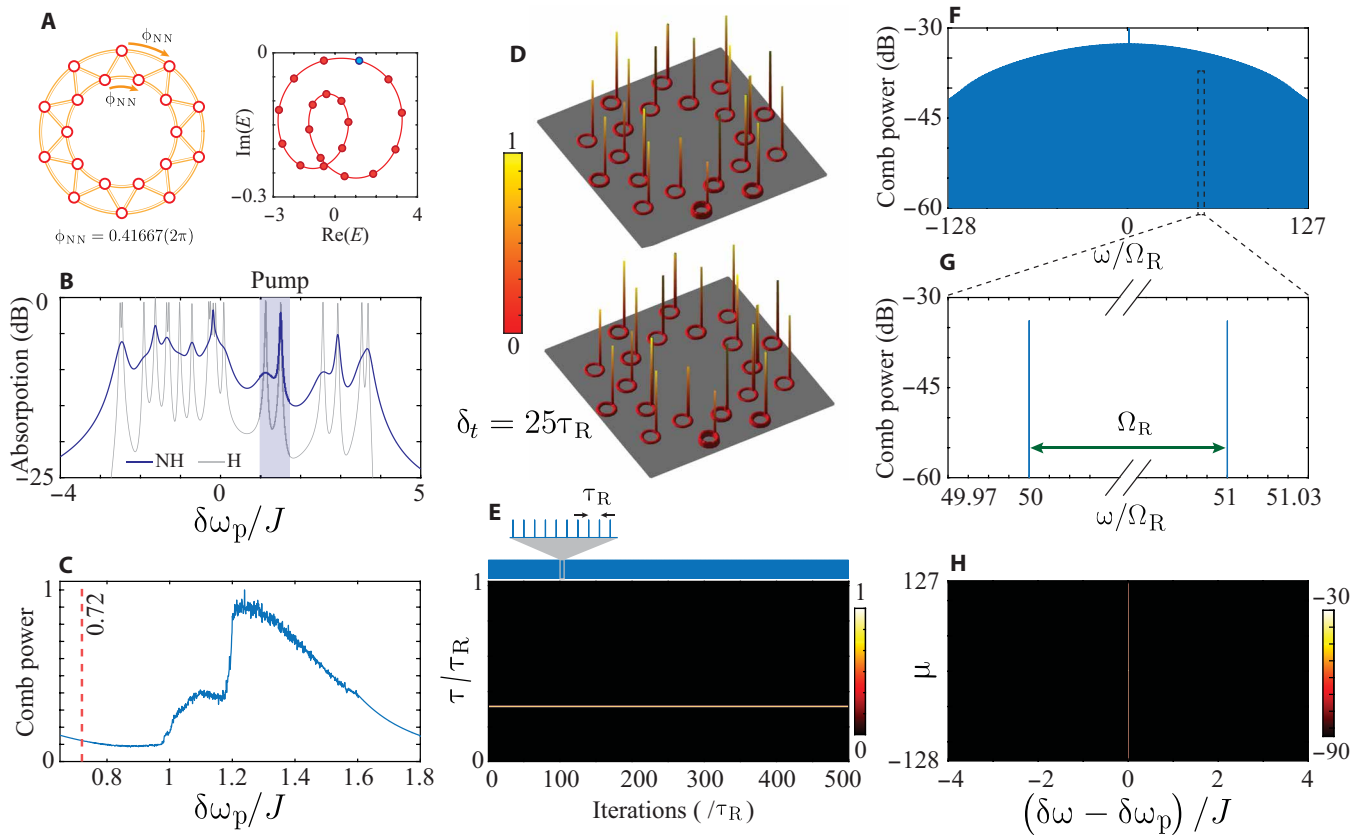 A
ϕNN
ϕNN
ϕNN = 0.41667(2π)
Im(E)
0
−0.3
−3 0 4
Re(E)
B
Pump
Absorption (dB)
0
−25
NH H
−4 0 5
δωp/J
C
Comb power
1
0
0.72
0.8 1 1.2 1.4 1.6 1.8
δωp/J
D
1
0
δt = 25τR
E
τR
τ/τR
1
0
1
0
0 100 200 300 400 500
Iterations (/τR)
F
Comb power (dB)
−30
−45
−60
−128 0 127
ω/ΩR
G
Comb power (dB)
−30
−45
−60
ΩR
49.97 50 51 51.03
ω/ΩR
H
μ
127
−128
−30
−90
−4 −2 0 2 4
(δω − δωp)/J